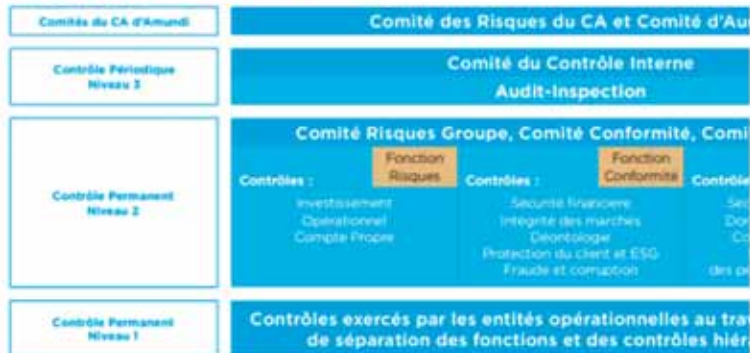 Comités du CA d'Amundi
Comité des Risques du CA et Comité d'Au
Contrôle Périodique
Niveau 3
Comité du Contrôle Interne
Audit-Inspection
Contrôle Permanent
Niveau 2
Comité Risques Groupe, Comité Conformité, Comi
Fonction
Risques
Contrôles :
Investissement
Opérationnel
Compte Propre
Fonction
Conformité
Contrôles :
Sécurité financière
Intégrité des marchés
Déontologie
Protection du client et ESG
Fraude et corruption
Contrôle
Séc
Do
Co
Contrôle Permanent
Niveau 1
Contrôles exercés par les entités opérationnelles au trav
de séparation des fonctions et des contrôles hiér